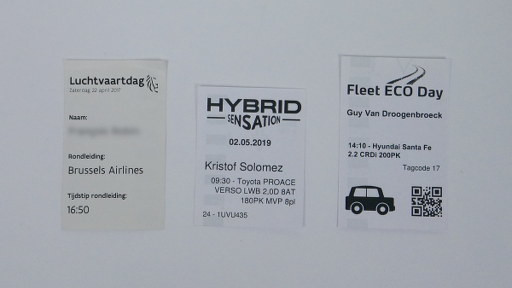 Luchtvaartdag
Zaterdag 22 april 2017
Naam:
Rondleiding:
Brussels Airlines
Tijdstip rondleiding:
16:50
HYBRID
SENSATION
02.05.2019
Kristof Solomez
09:30 - Toyota PROACE
VERSO LWB 2.0D 8AT
180PK MVP 8pl
24 - 1UVU435
Fleet ECO Day
Guy Van Droogenbroeck
14:10 - Hyundai Santa Fe
2.2 CRDi 200PK
Tagcode 17